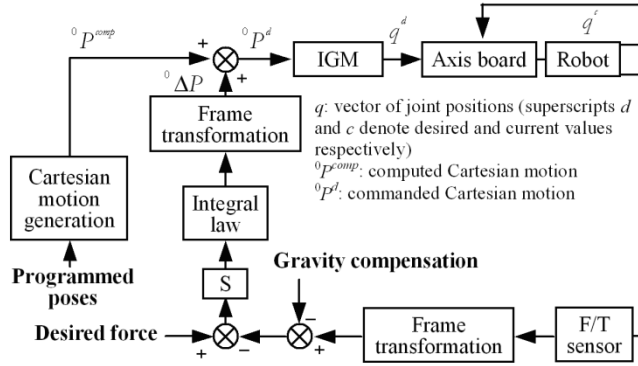 ⁰P^comp
+
⁰P^d
+
IGM
q^d
Axis board
q^c
Robot
⁰ΔP
Frame
transformation
q: vector of joint positions (superscripts d
and c denote desired and current values
respectively)
⁰P^comp: computed Cartesian motion
⁰P^d: commanded Cartesian motion
Cartesian
motion
generation
Integral
law
Programmed
poses
S
Gravity compensation
Desired force
+
−
−
+
Frame
transformation
F/T
sensor